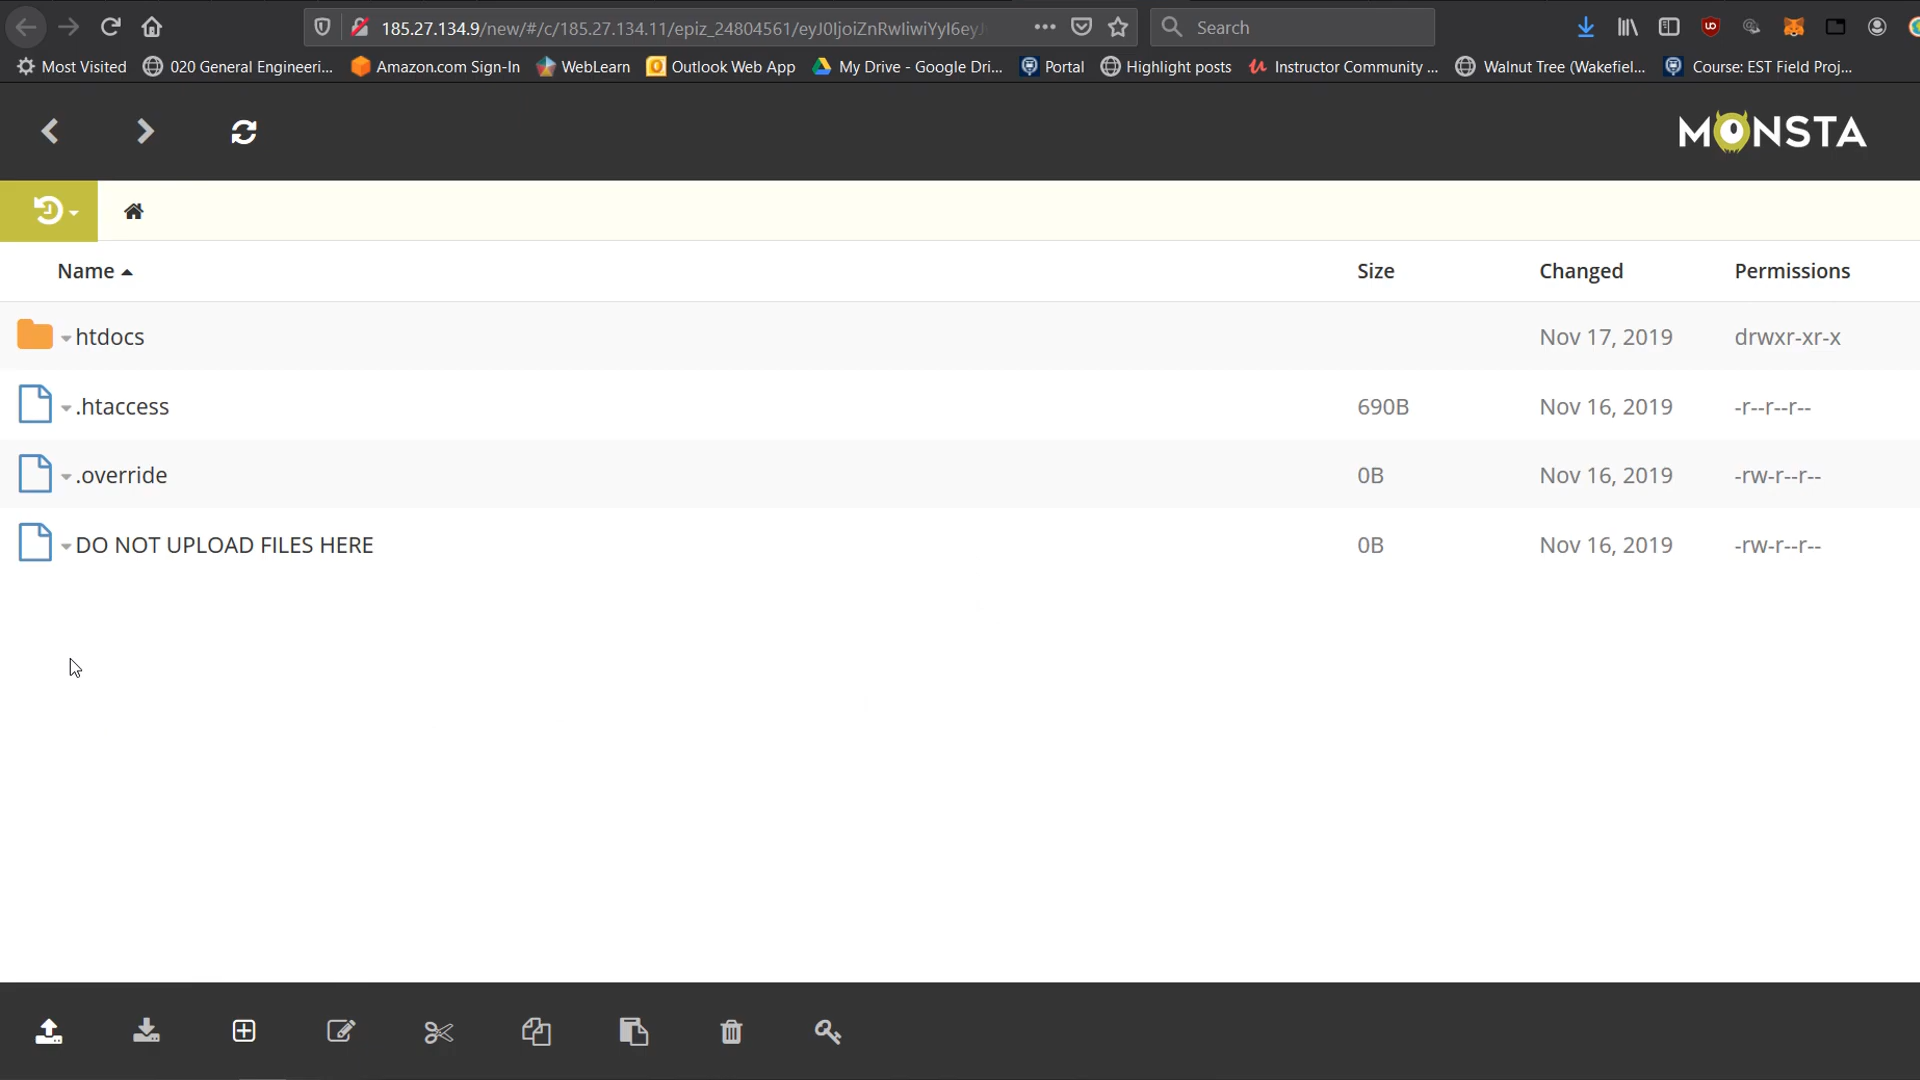 185.27.134.9/new/#/c/185.27.134.11/epiz_24804561/eyJ0IjoiZnRwIiwiYyI6eyJ
Search
Most Visited
020 General Engineeri...
Amazon.com Sign-In
WebLearn
Outlook Web App
My Drive - Google Dri...
Portal
Highlight posts
Instructor Community ...
Walnut Tree (Wakefiel...
Course: EST Field Proj...
MONSTA
Name Size Changed Permissions
htdocs Nov 17, 2019 drwxr-xr-x
.htaccess 690B Nov 16, 2019 -r--r--r--
.override 0B Nov 16, 2019 -rw-r--r--
DO NOT UPLOAD FILES HERE 0B Nov 16, 2019 -rw-r--r--